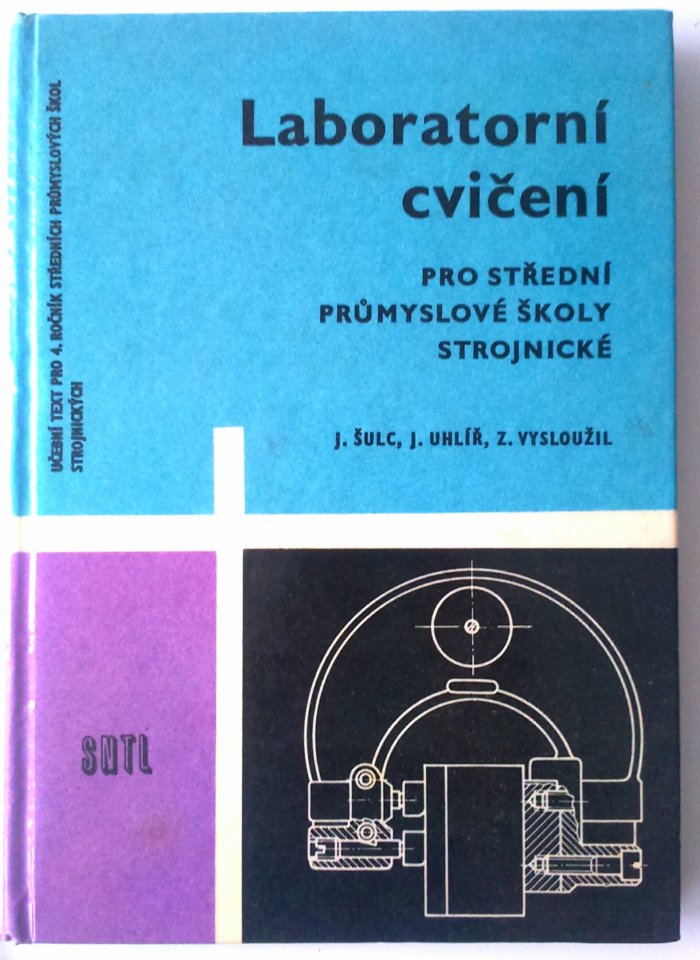 Laboratorní
cvičení
PRO STŘEDNÍ
PRŮMYSLOVÉ ŠKOLY
STROJNICKÉ
J. ŠULC, J. UHLÍŘ, Z. VYSLOUŽIL
UČEBNÍ TEXT PRO 4. ROČNÍK STŘEDNÍCH PRŮMYSLOVÝCH ŠKOL
STROJNICKÝCH
SNTL